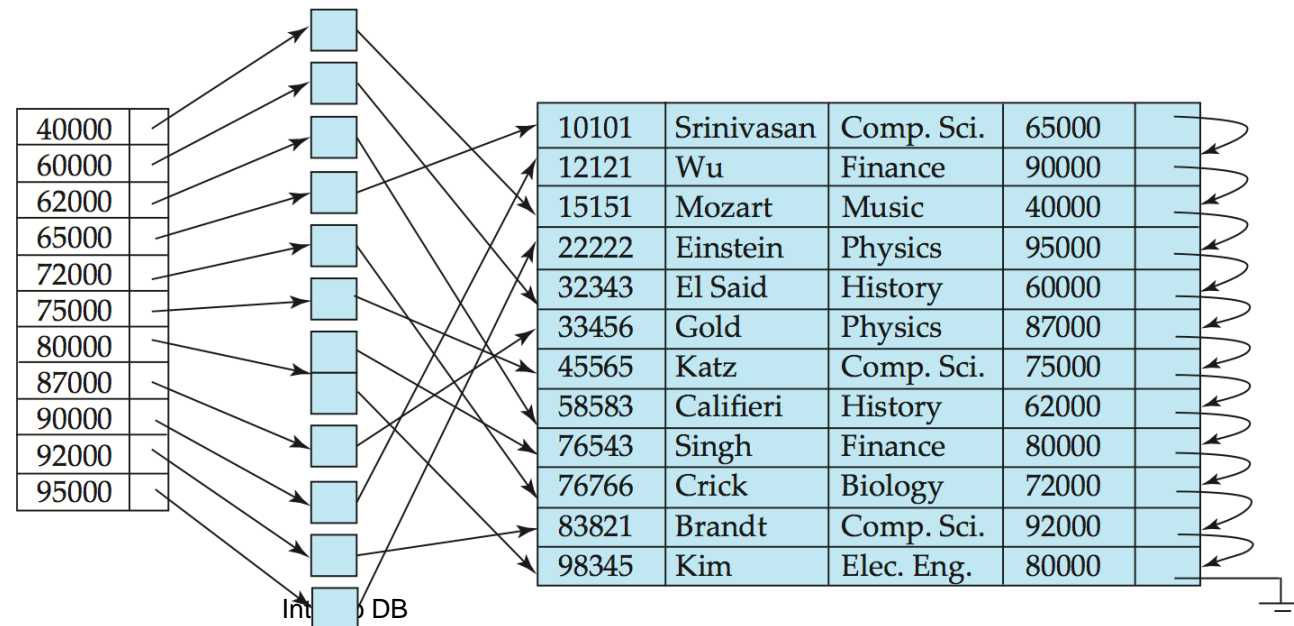 40000
60000
62000
65000
72000
75000
80000
87000
90000
92000
95000
10101 Srinivasan Comp. Sci. 65000
12121 Wu Finance 90000
15151 Mozart Music 40000
22222 Einstein Physics 95000
32343 El Said History 60000
33456 Gold Physics 87000
45565 Katz Comp. Sci. 75000
58583 Califieri History 62000
76543 Singh Finance 80000
76766 Crick Biology 72000
83821 Brandt Comp. Sci. 92000
98345 Kim Elec. Eng. 80000
DB